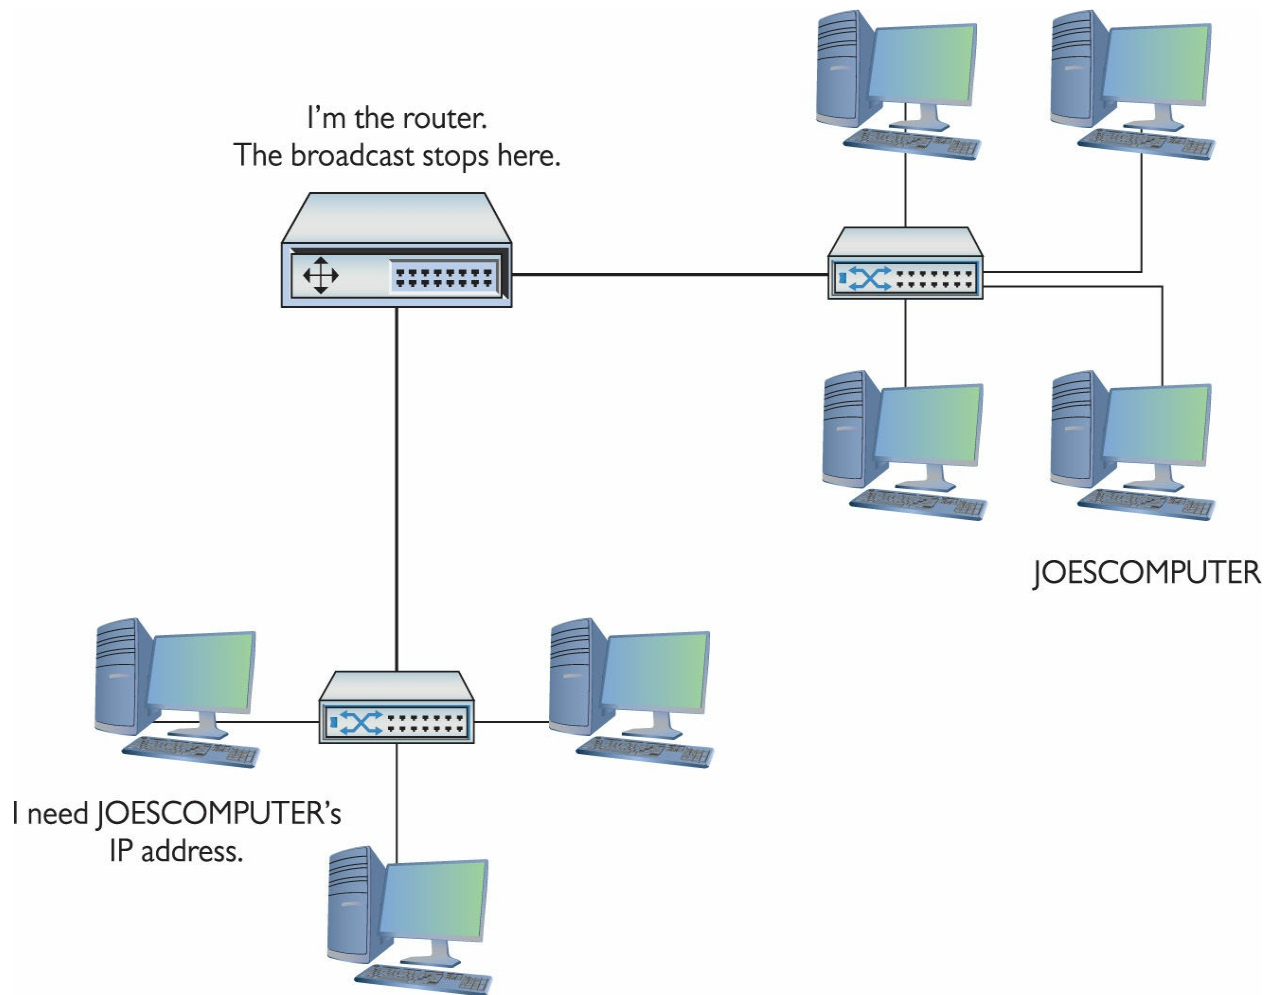 I'm the router.
The broadcast stops here.
JOESCOMPUTER
I need JOESCOMPUTER's
IP address.